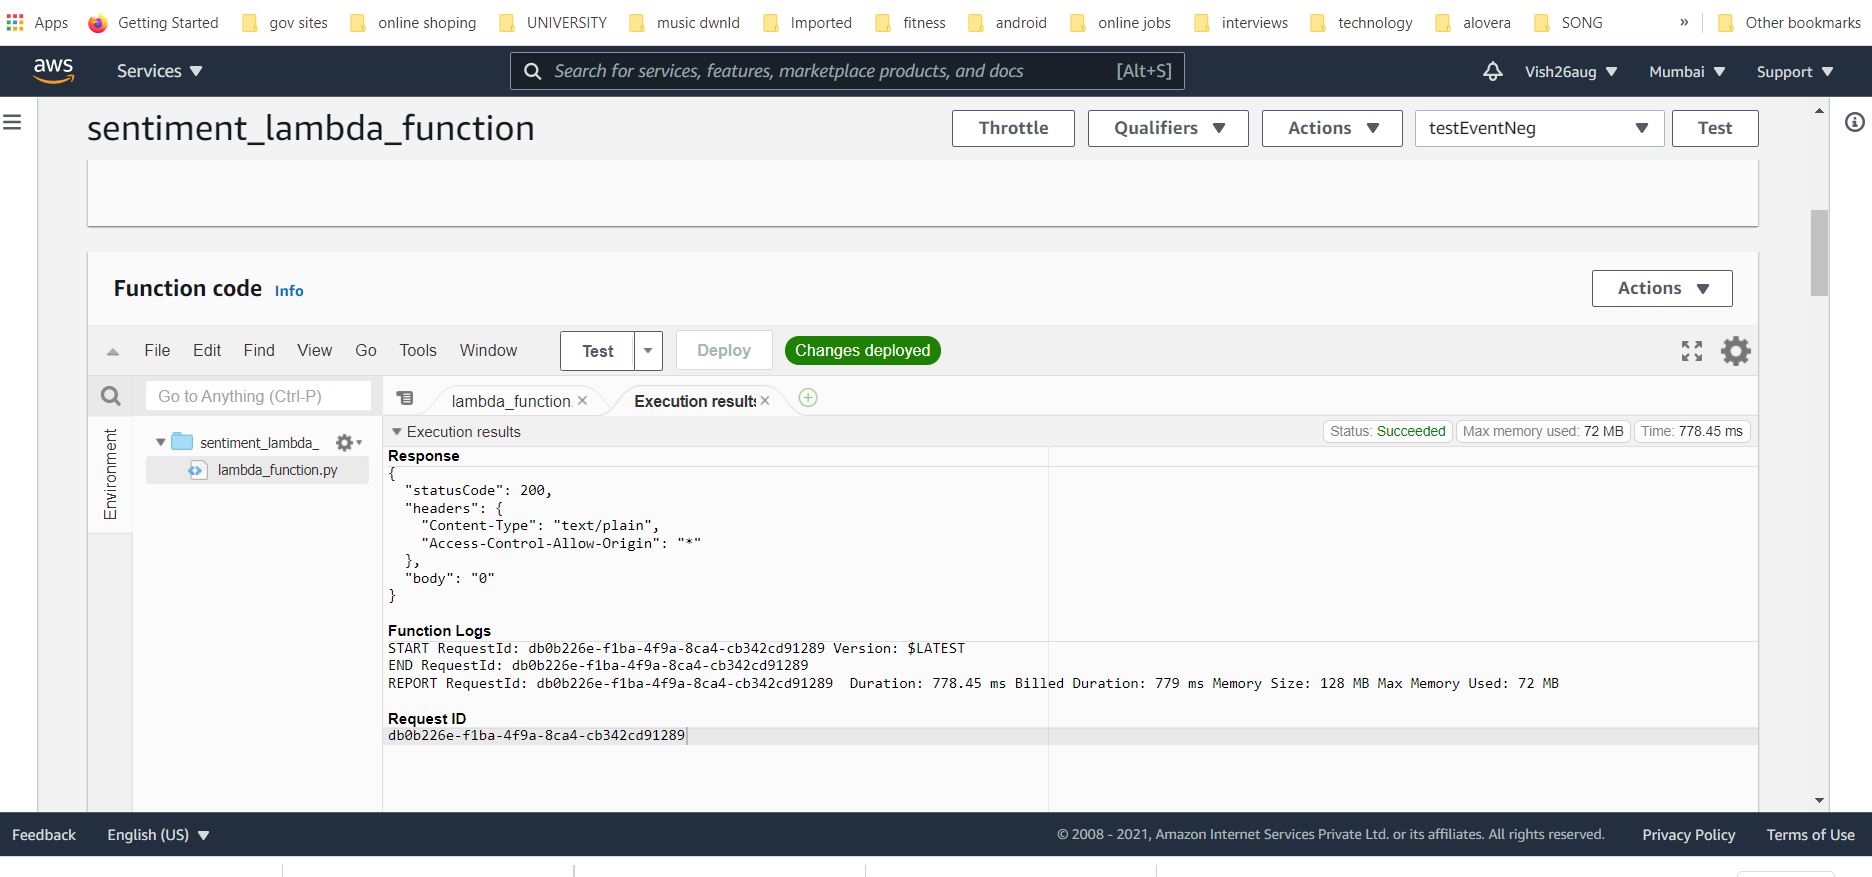 Apps Getting Started gov sites online shoping UNIVERSITY music dwnld Imported fitness android online jobs interviews technology alovera SONG » Other bookmarks
aws Services Search for services, features, marketplace products, and docs [Alt+S] Vish26aug Mumbai Support
sentiment_lambda_function Throttle Qualifiers Actions testEventNeg Test
Function code Info Actions
File Edit Find View Go Tools Window Test Deploy Changes deployed
Go to Anything (Ctrl-P) lambda_function Execution results
Environment
sentiment_lambda_
lambda_function.py
Execution results Status: Succeeded Max memory used: 72 MB Time: 778.45 ms
Response
{
"statusCode": 200,
"headers": {
"Content-Type": "text/plain",
"Access-Control-Allow-Origin": "*"
},
"body": "0"
}
Function Logs
START RequestId: db0b226e-f1ba-4f9a-8ca4-cb342cd91289 Version: $LATEST
END RequestId: db0b226e-f1ba-4f9a-8ca4-cb342cd91289
REPORT RequestId: db0b226e-f1ba-4f9a-8ca4-cb342cd91289 Duration: 778.45 ms Billed Duration: 779 ms Memory Size: 128 MB Max Memory Used: 72 MB
Request ID
db0b226e-f1ba-4f9a-8ca4-cb342cd91289
Feedback English (US) © 2008 - 2021, Amazon Internet Services Private Ltd. or its affiliates. All rights reserved. Privacy Policy Terms of Use